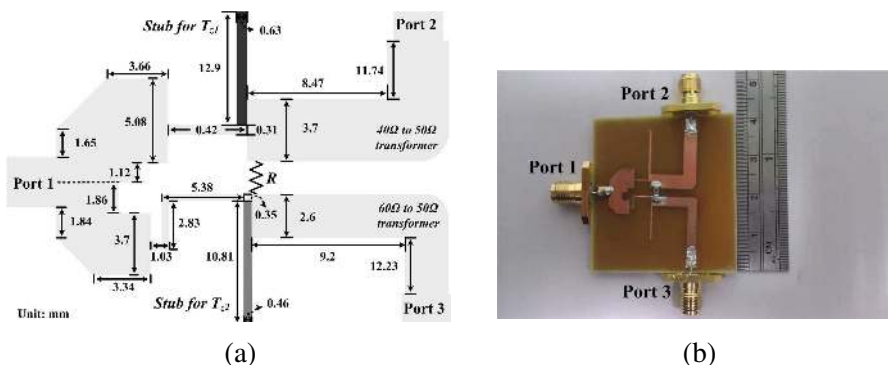 Stub for Tz1
0.63
Port 2
3.66
12.9
8.47
11.74
5.08
0.42
0.31
3.7
40Ω to 50Ω
transformer
1.65
1.12
Port 1
R
5.38
1.86
0.35
2.6
60Ω to 50Ω
transformer
1.84
2.83
3.7
1.03
10.81
9.2
12.23
3.34
Stub for Tz2
0.46
Port 3
Unit: mm
(a)
Port 2
Port 1
Port 3
(b)